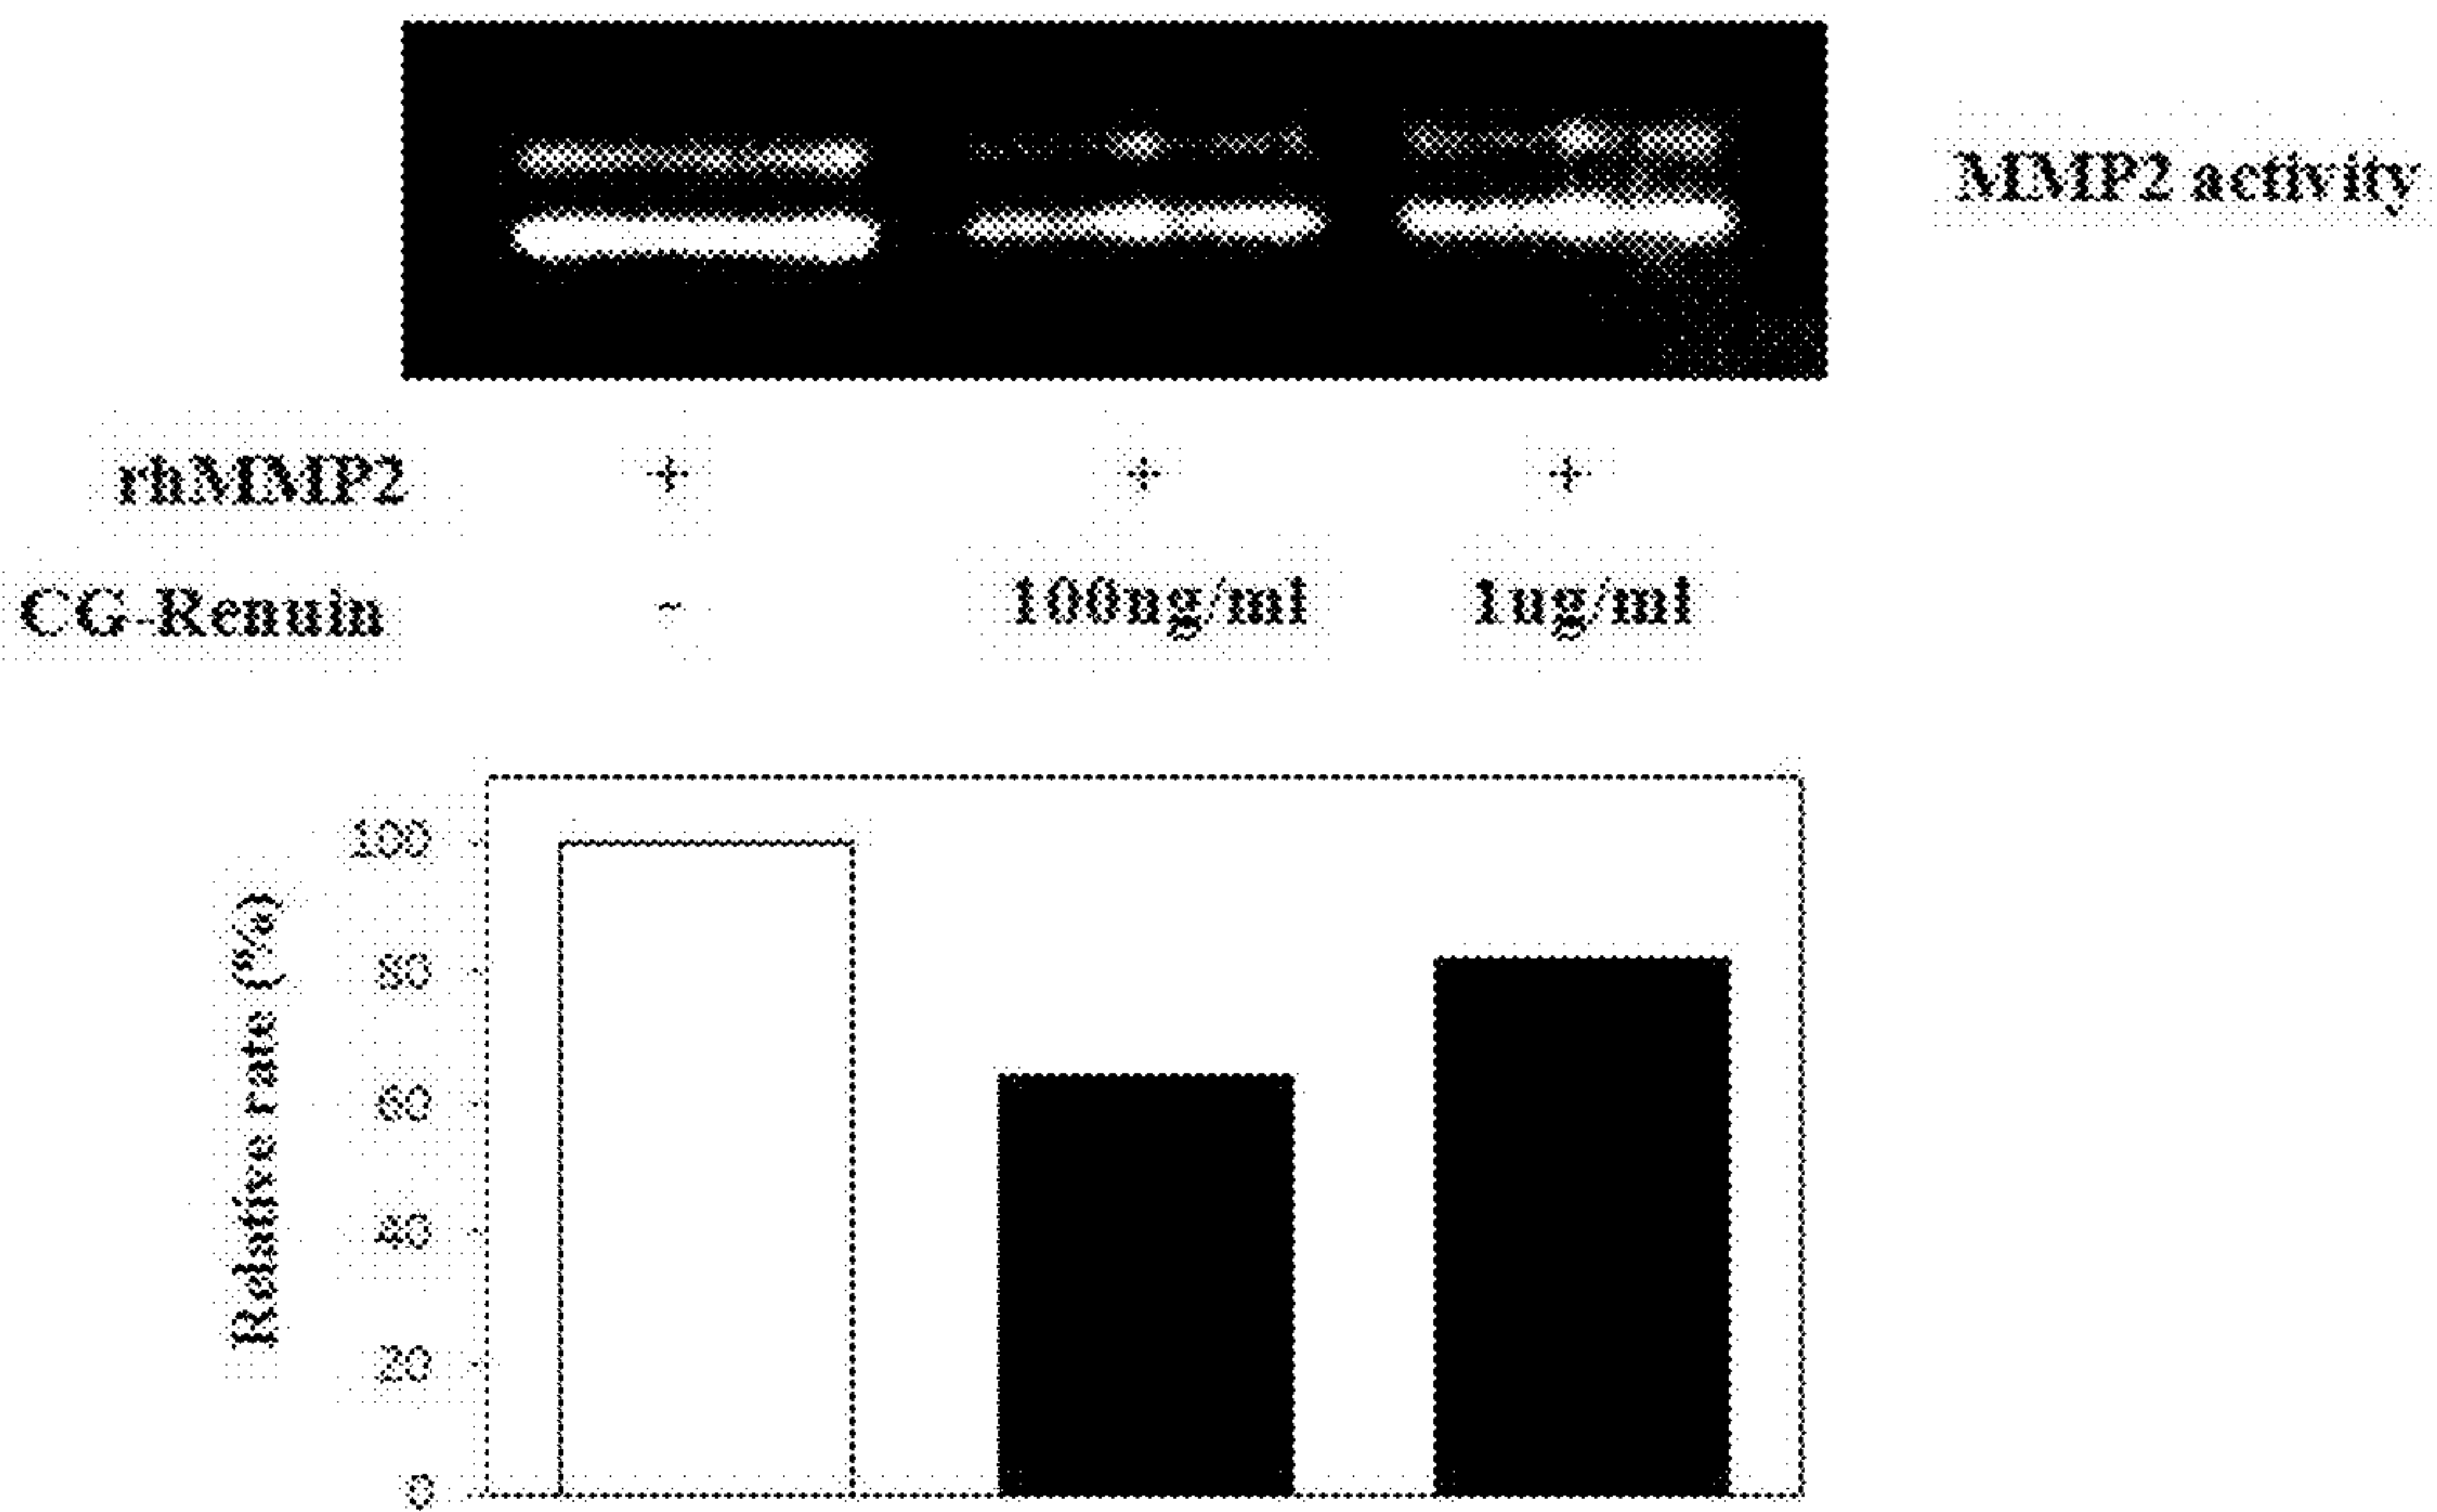 MMP2 activity
rhMMP2 + + +
CG-Renuin - 100ng/ml 1ug/ml
Relative rate (%)
100
80
60
40
20
0